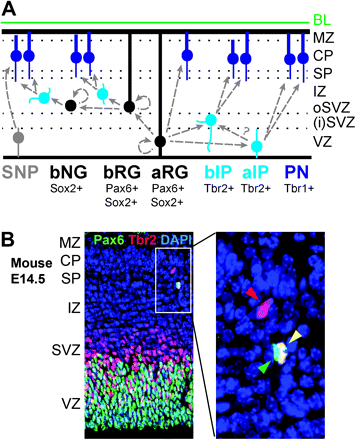 A
BL
MZ
CP
SP
IZ
oSVZ
(i)SVZ
VZ
?
SNP bNG bRG aRG bIP aIP PN
Sox2+ Pax6+ Pax6+ Tbr2+ Tbr2+ Tbr1+
Sox2+ Sox2+
B
Pax6 Tbr2 DAPI
Mouse
E14.5
MZ
CP
SP
IZ
SVZ
VZ